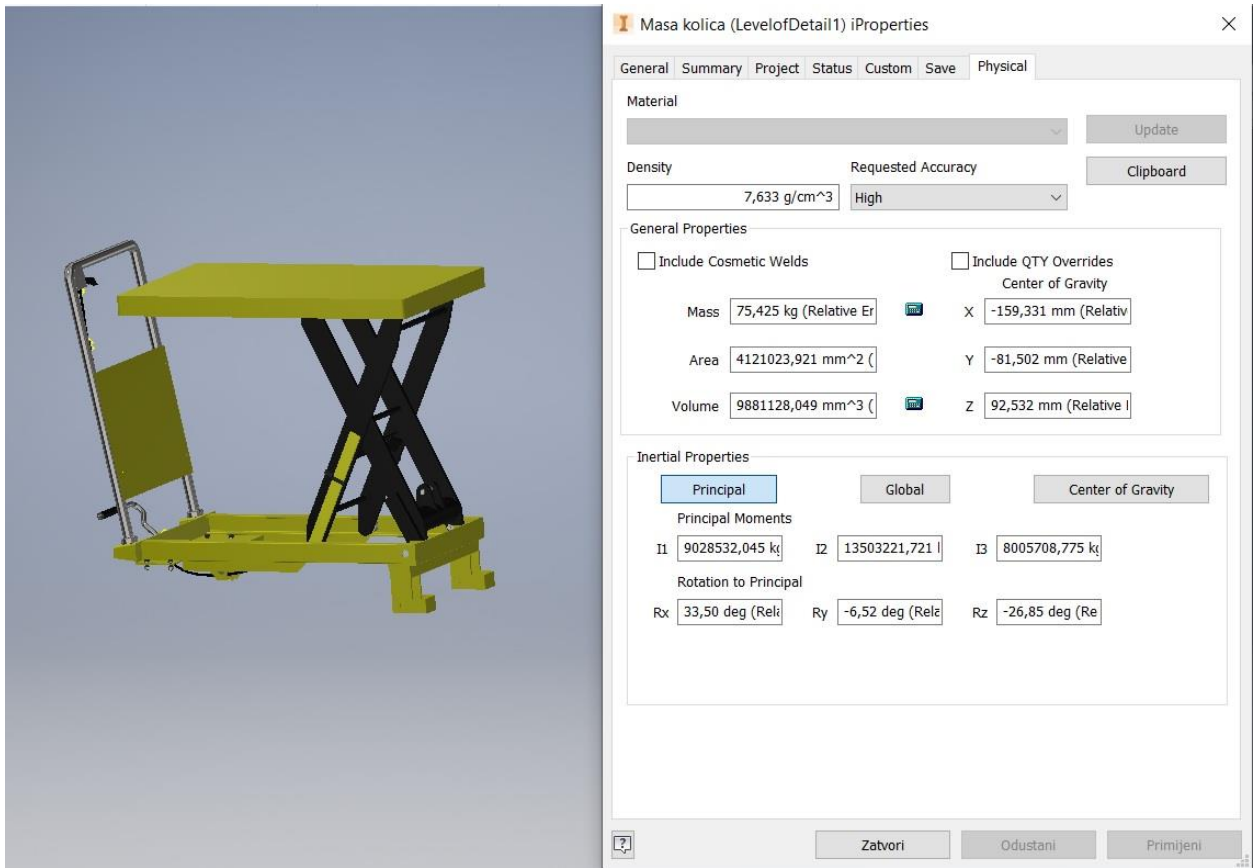 Masa kolica (LevelofDetail1) iProperties
General Summary Project Status Custom Save Physical
Material
Update
Density Requested Accuracy Clipboard
7,633 g/cm^3 High
General Properties
Include Cosmetic Welds Include QTY Overrides
Center of Gravity
Mass 75,425 kg (Relative Er X -159,331 mm (Relativ
Area 4121023,921 mm^2 ( Y -81,502 mm (Relative
Volume 9881128,049 mm^3 ( Z 92,532 mm (Relative I
Inertial Properties
Principal Global Center of Gravity
Principal Moments
I1 9028532,045 kg I2 13503221,721 l I3 8005708,775 kg
Rotation to Principal
Rx 33,50 deg (Rela Ry -6,52 deg (Rela Rz -26,85 deg (Re
? Zatvori Odustani Primijeni